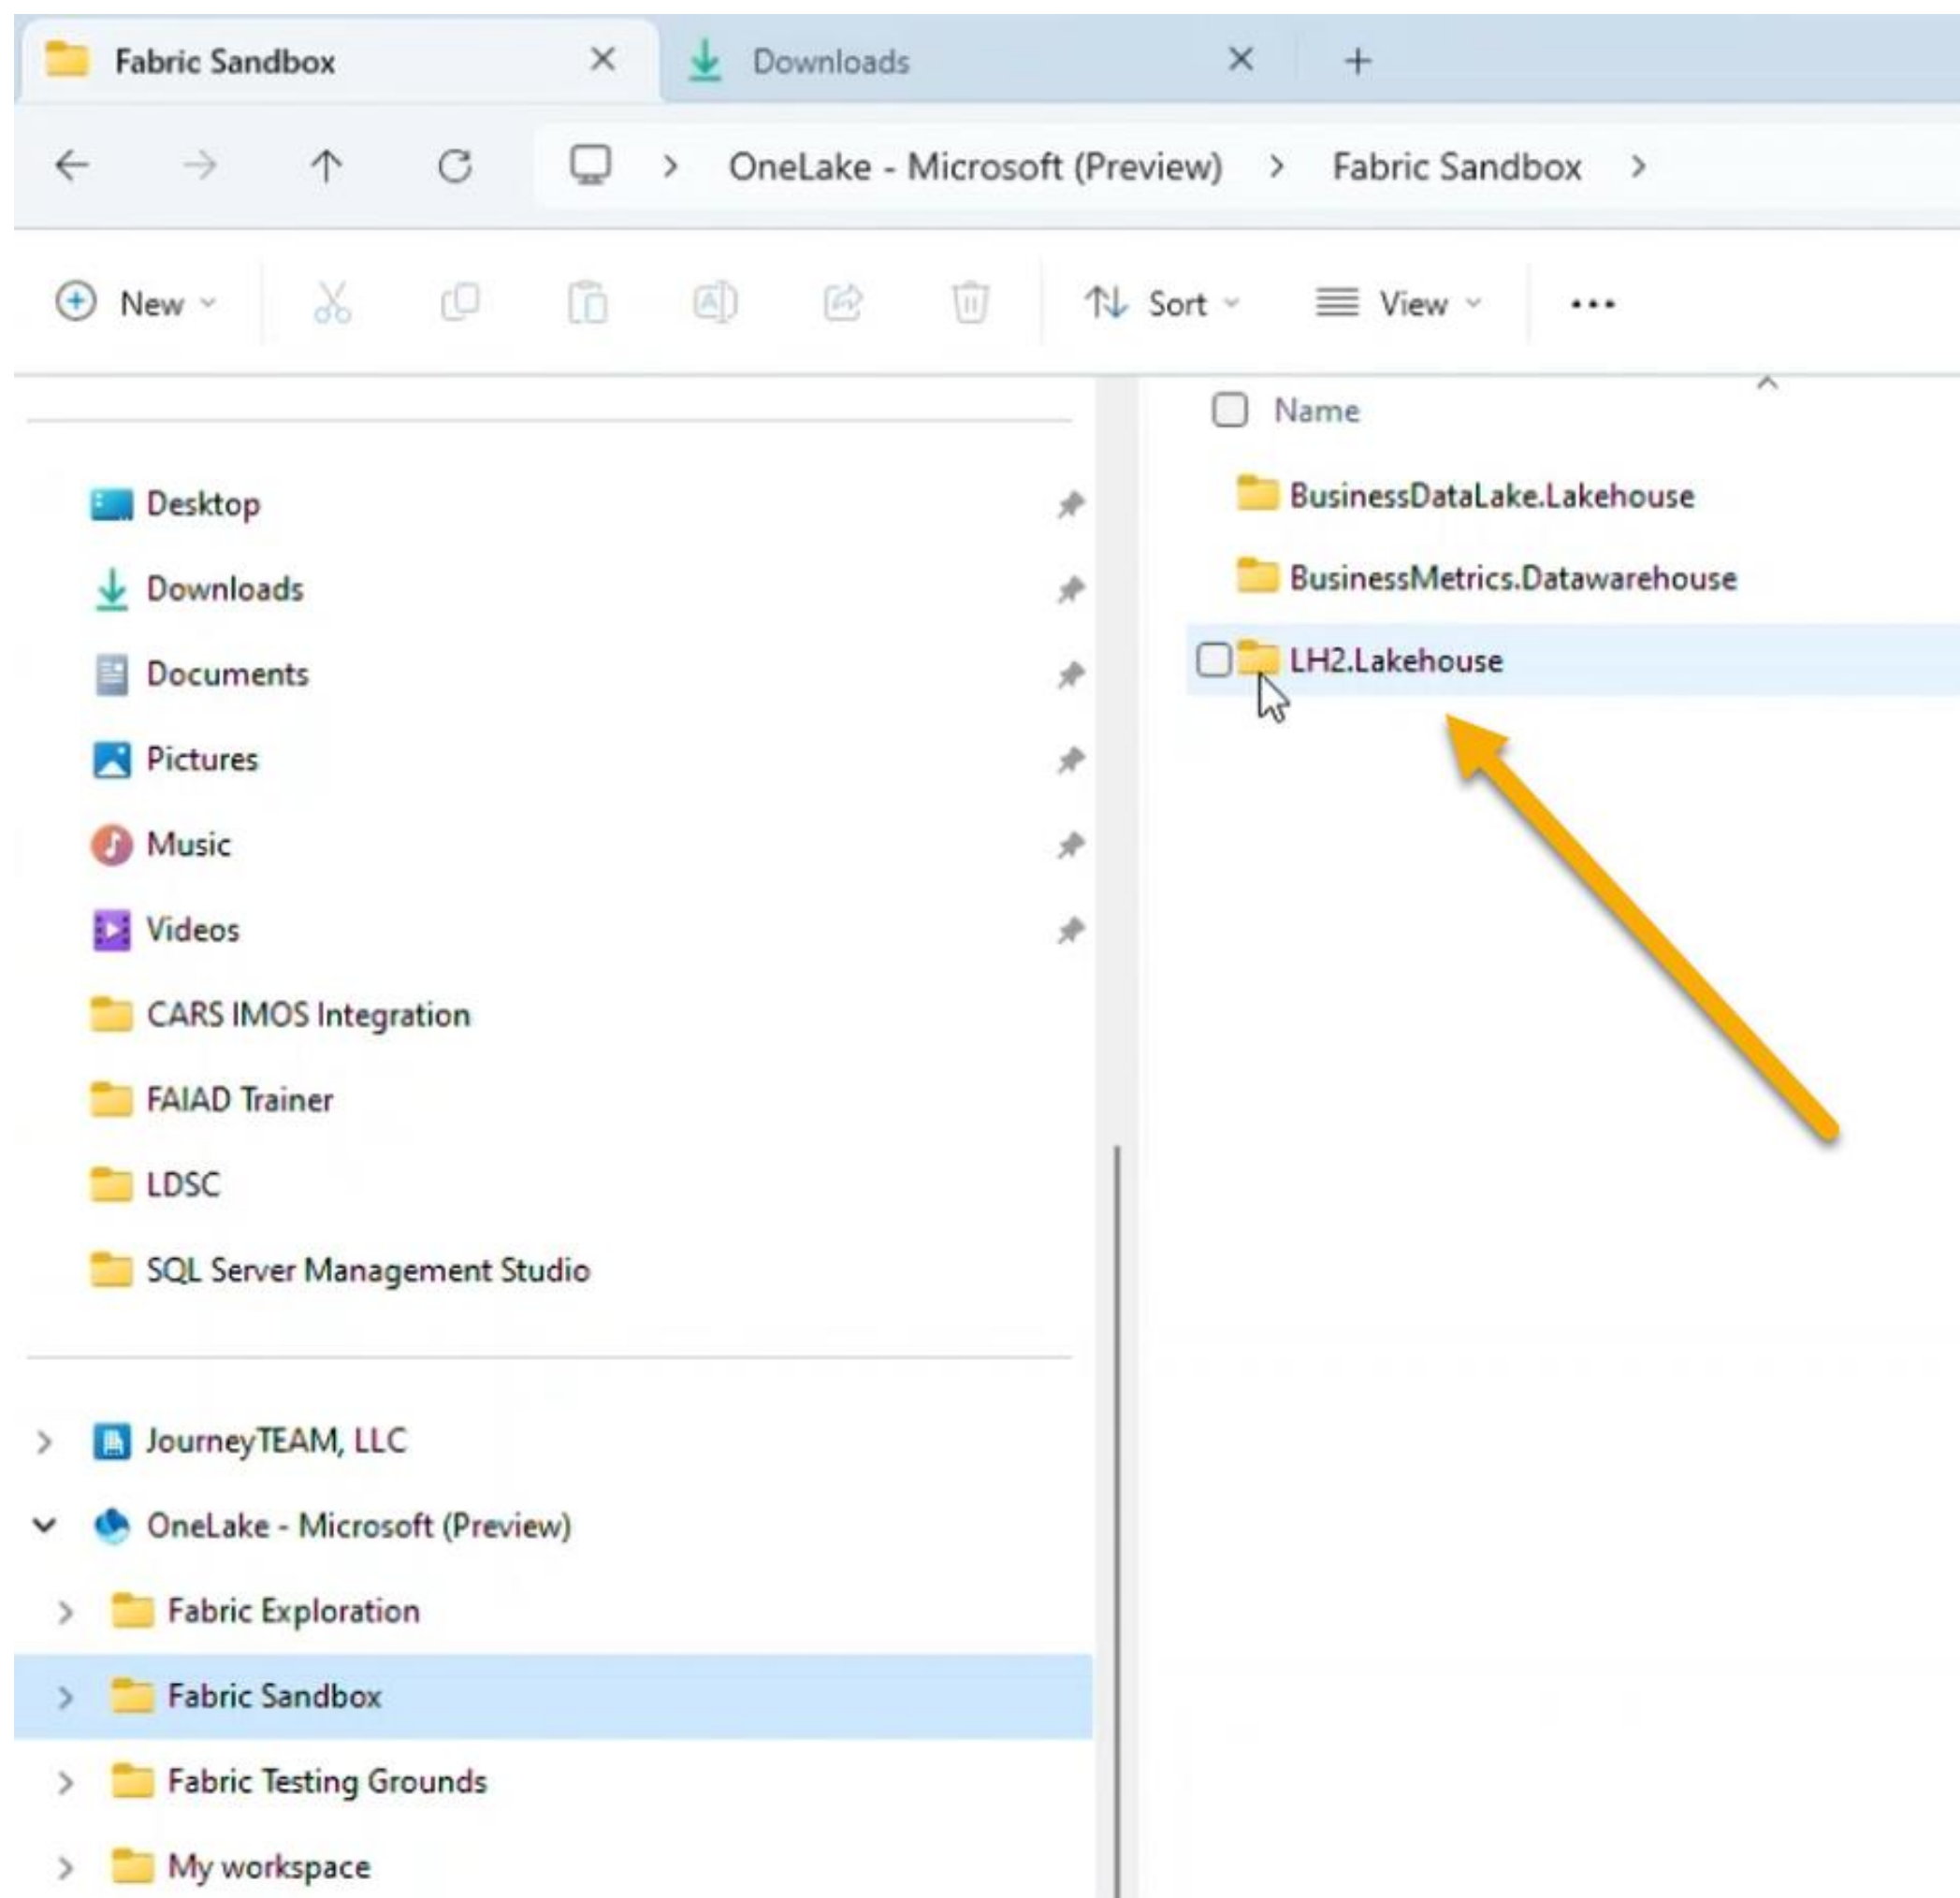 Fabric Sandbox
Downloads
OneLake - Microsoft (Preview) > Fabric Sandbox >
New
Sort
View
Name
BusinessDataLake.Lakehouse
BusinessMetrics.Datawarehouse
LH2.Lakehouse
Desktop
Downloads
Documents
Pictures
Music
Videos
CARS IMOS Integration
FAIAD Trainer
LDSC
SQL Server Management Studio
JourneyTEAM, LLC
OneLake - Microsoft (Preview)
Fabric Exploration
Fabric Sandbox
Fabric Testing Grounds
My workspace